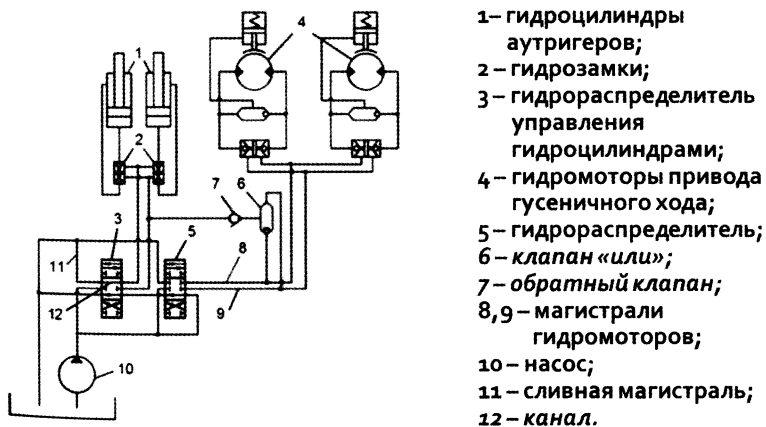 1
4
2
7
6
3
5
8
11
12
9
10
1– гидроцилиндры
аутригеров;
2 – гидрозамки;
3 – гидрораспределитель
управления
гидроцилиндрами;
4 – гидромоторы привода
гусеничного хода;
5 – гидрораспределитель;
6 – клапан «или»;
7 – обратный клапан;
8,9 – магистрали
гидромоторов;
10 – насос;
11 – сливная магистраль;
12 – канал.